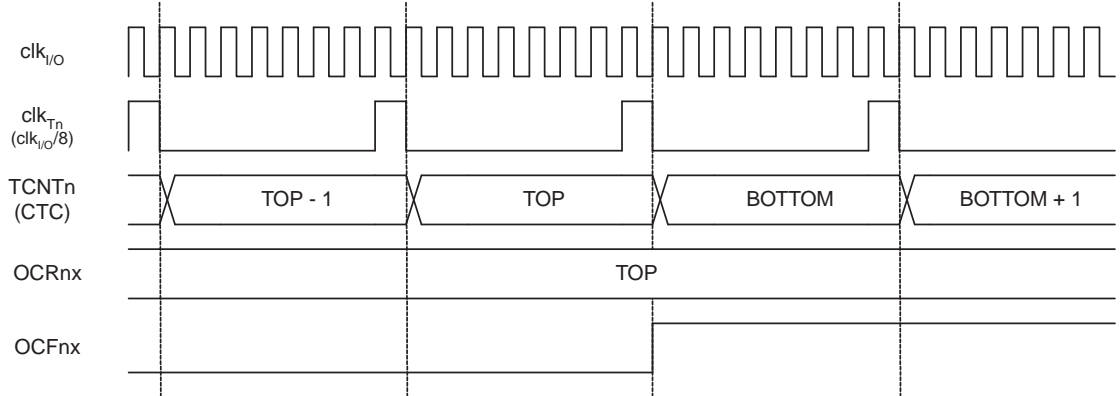 clkI/O
clkTn
(clkI/O/8)
TCNTn
(CTC)
TOP - 1
TOP
BOTTOM
BOTTOM + 1
OCRnx
TOP
OCFnx